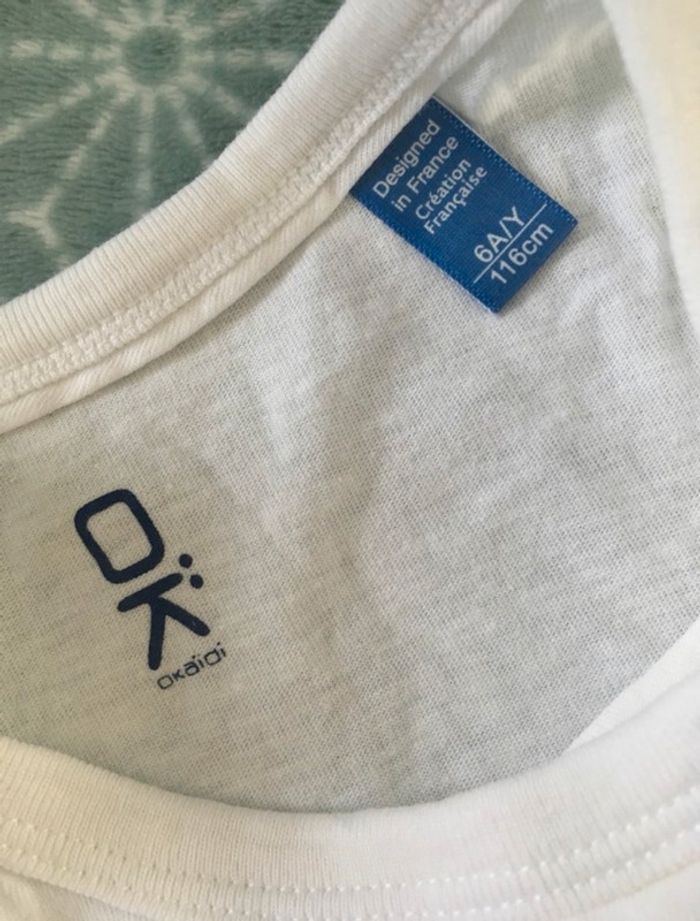 Designed
in France
Création
Française
6A/Y
116cm
OK
okaïdi